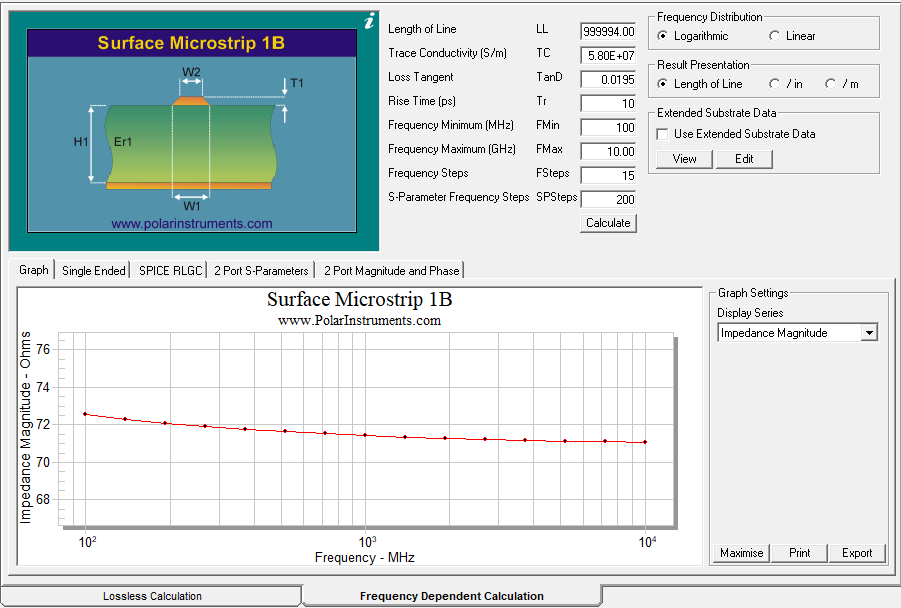 i
Surface Microstrip 1B
W2
T1
H1
Er1
W1
www.polarinstruments.com
Length of Line LL 999994.00
Trace Conductivity (S/m) TC 5.80E+07
Loss Tangent TanD 0.0195
Rise Time (ps) Tr 10
Frequency Minimum (MHz) FMin 100
Frequency Maximum (GHz) FMax 10.00
Frequency Steps FSteps 15
S-Parameter Frequency Steps SPSteps 200
Calculate
Frequency Distribution
Logarithmic Linear
Result Presentation
Length of Line / in / m
Extended Substrate Data
Use Extended Substrate Data
View Edit
Graph Single Ended SPICE RLGC 2 Port S-Parameters 2 Port Magnitude and Phase
Surface Microstrip 1B
www.PolarInstruments.com
Impedance Magnitude - Ohms
76
74
72
70
68
10² 10³ 10⁴
Frequency - MHz
Graph Settings
Display Series
Impedance Magnitude
Maximise Print Export
Lossless Calculation Frequency Dependent Calculation